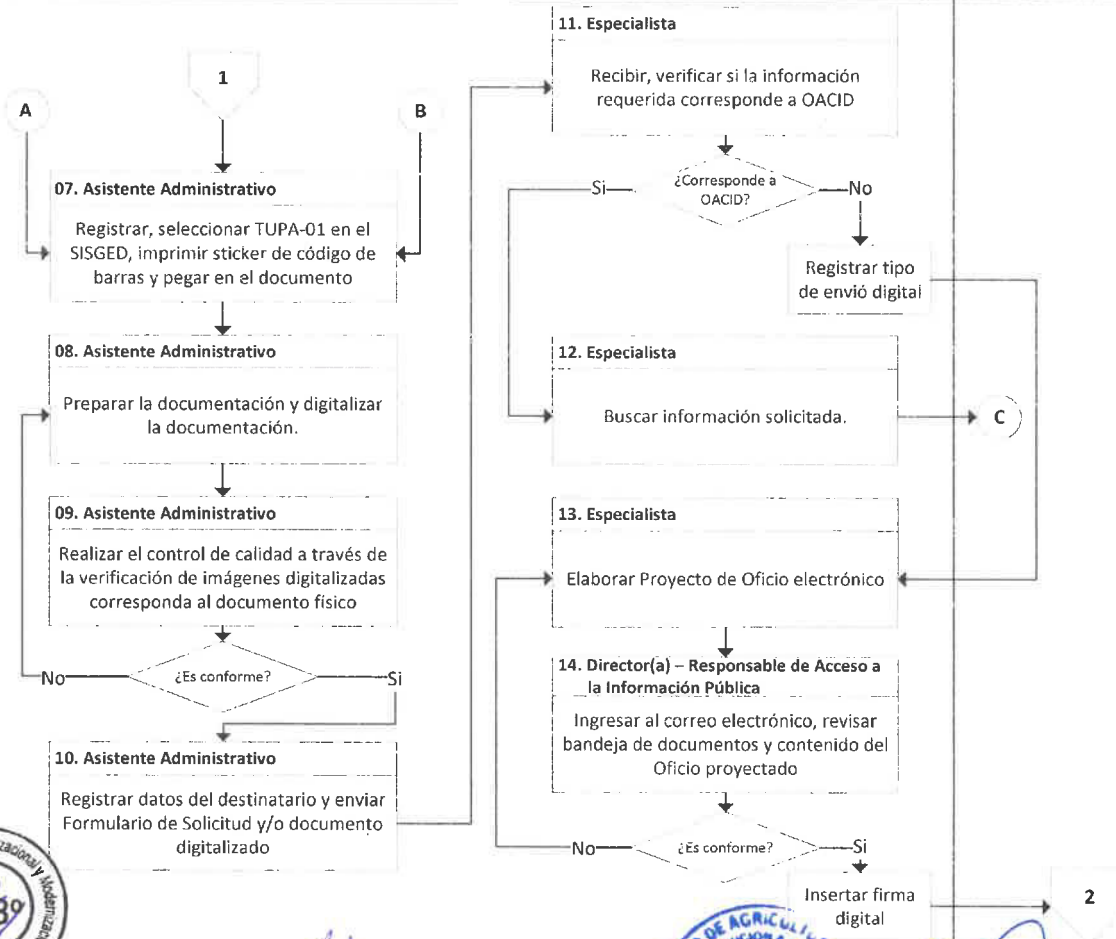 1
A
B
07. Asistente Administrativo
Registrar, seleccionar TUPA-01 en el
SISGED, imprimir sticker de código de
barras y pegar en el documento
08. Asistente Administrativo
Preparar la documentación y digitalizar
la documentación.
09. Asistente Administrativo
Realizar el control de calidad a través de
la verificación de imágenes digitalizadas
corresponda al documento físico
No
¿Es conforme?
Si
10. Asistente Administrativo
Registrar datos del destinatario y enviar
Formulario de Solicitud y/o documento
digitalizado
11. Especialista
Recibir, verificar si la información
requerida corresponde a OACID
Si
¿Corresponde a
OACID?
No
Registrar tipo
de envió digital
12. Especialista
Buscar información solicitada.
C
13. Especialista
Elaborar Proyecto de Oficio electrónico
14. Director(a) – Responsable de Acceso a
la Información Pública
Ingresar al correo electrónico, revisar
bandeja de documentos y contenido del
Oficio proyectado
No
¿Es conforme?
Si
Insertar firma
digital
2